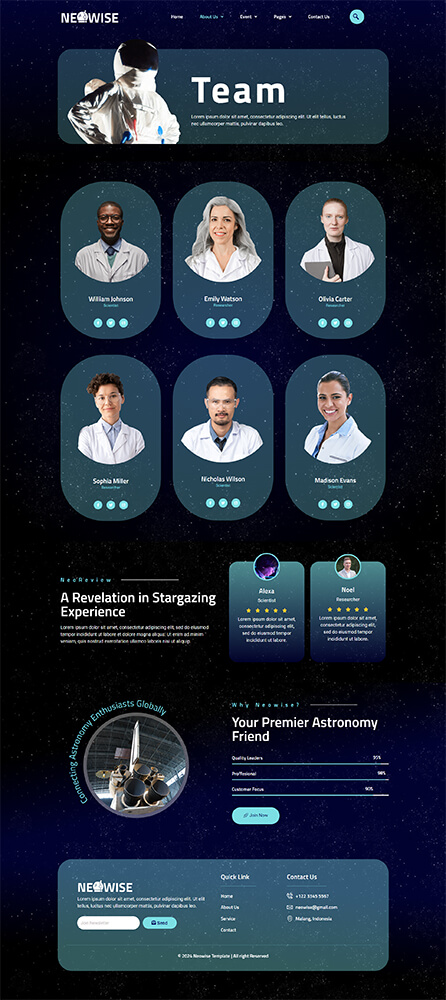 NEOWISE
Home About Us Event Pages Contact Us
Team
Lorem ipsum dolor sit amet, consectetur adipiscing elit. Ut elit tellus, luctus
nec ullamcorper mattis, pulvinar dapibus leo.
William Johnson
Scientist
Emily Watson
Researcher
Olivia Carter
Researcher
Sophia Miller
Researcher
Nicholas Wilson
Scientist
Madison Evans
Scientist
NeoReview
A Revelation in Stargazing
Experience
Lorem ipsum dolor sit amet, consectetur adipiscing elit, sed do eiusmod
tempor incididunt ut labore et dolore magna aliqua. Ut enim ad minim
veniam, quis nostrud exercitation ullamco laboris nisi ut aliquip.
Alexa
Scientist
Lorem ipsum dolor sit amet,
consectetur adipiscing elit,
sed do eiusmod tempor
incididunt ut labore.
Noel
Researcher
Lorem ipsum dolor sit amet,
consectetur adipiscing elit,
sed do eiusmod tempor
incididunt ut labore.
Connecting Astronomy Enthusiasts Globally
Why Neowise?
Your Premier Astronomy
Friend
Quality Leaders 95%
Proffesional 98%
Customer Focus 90%
Join Now
NEOWISE
Lorem ipsum dolor sit amet, consectetur adipiscing elit. Ut elit
tellus, luctus nec ullamcorper mattis, pulvinar dapibus leo.
Send
Quick Link
Home
About Us
Service
Contact
Contact Us
+122 3345 5567
neowise@gmail.com
Malang, Indonesia
© 2024 Neowise Template | All right Reserved